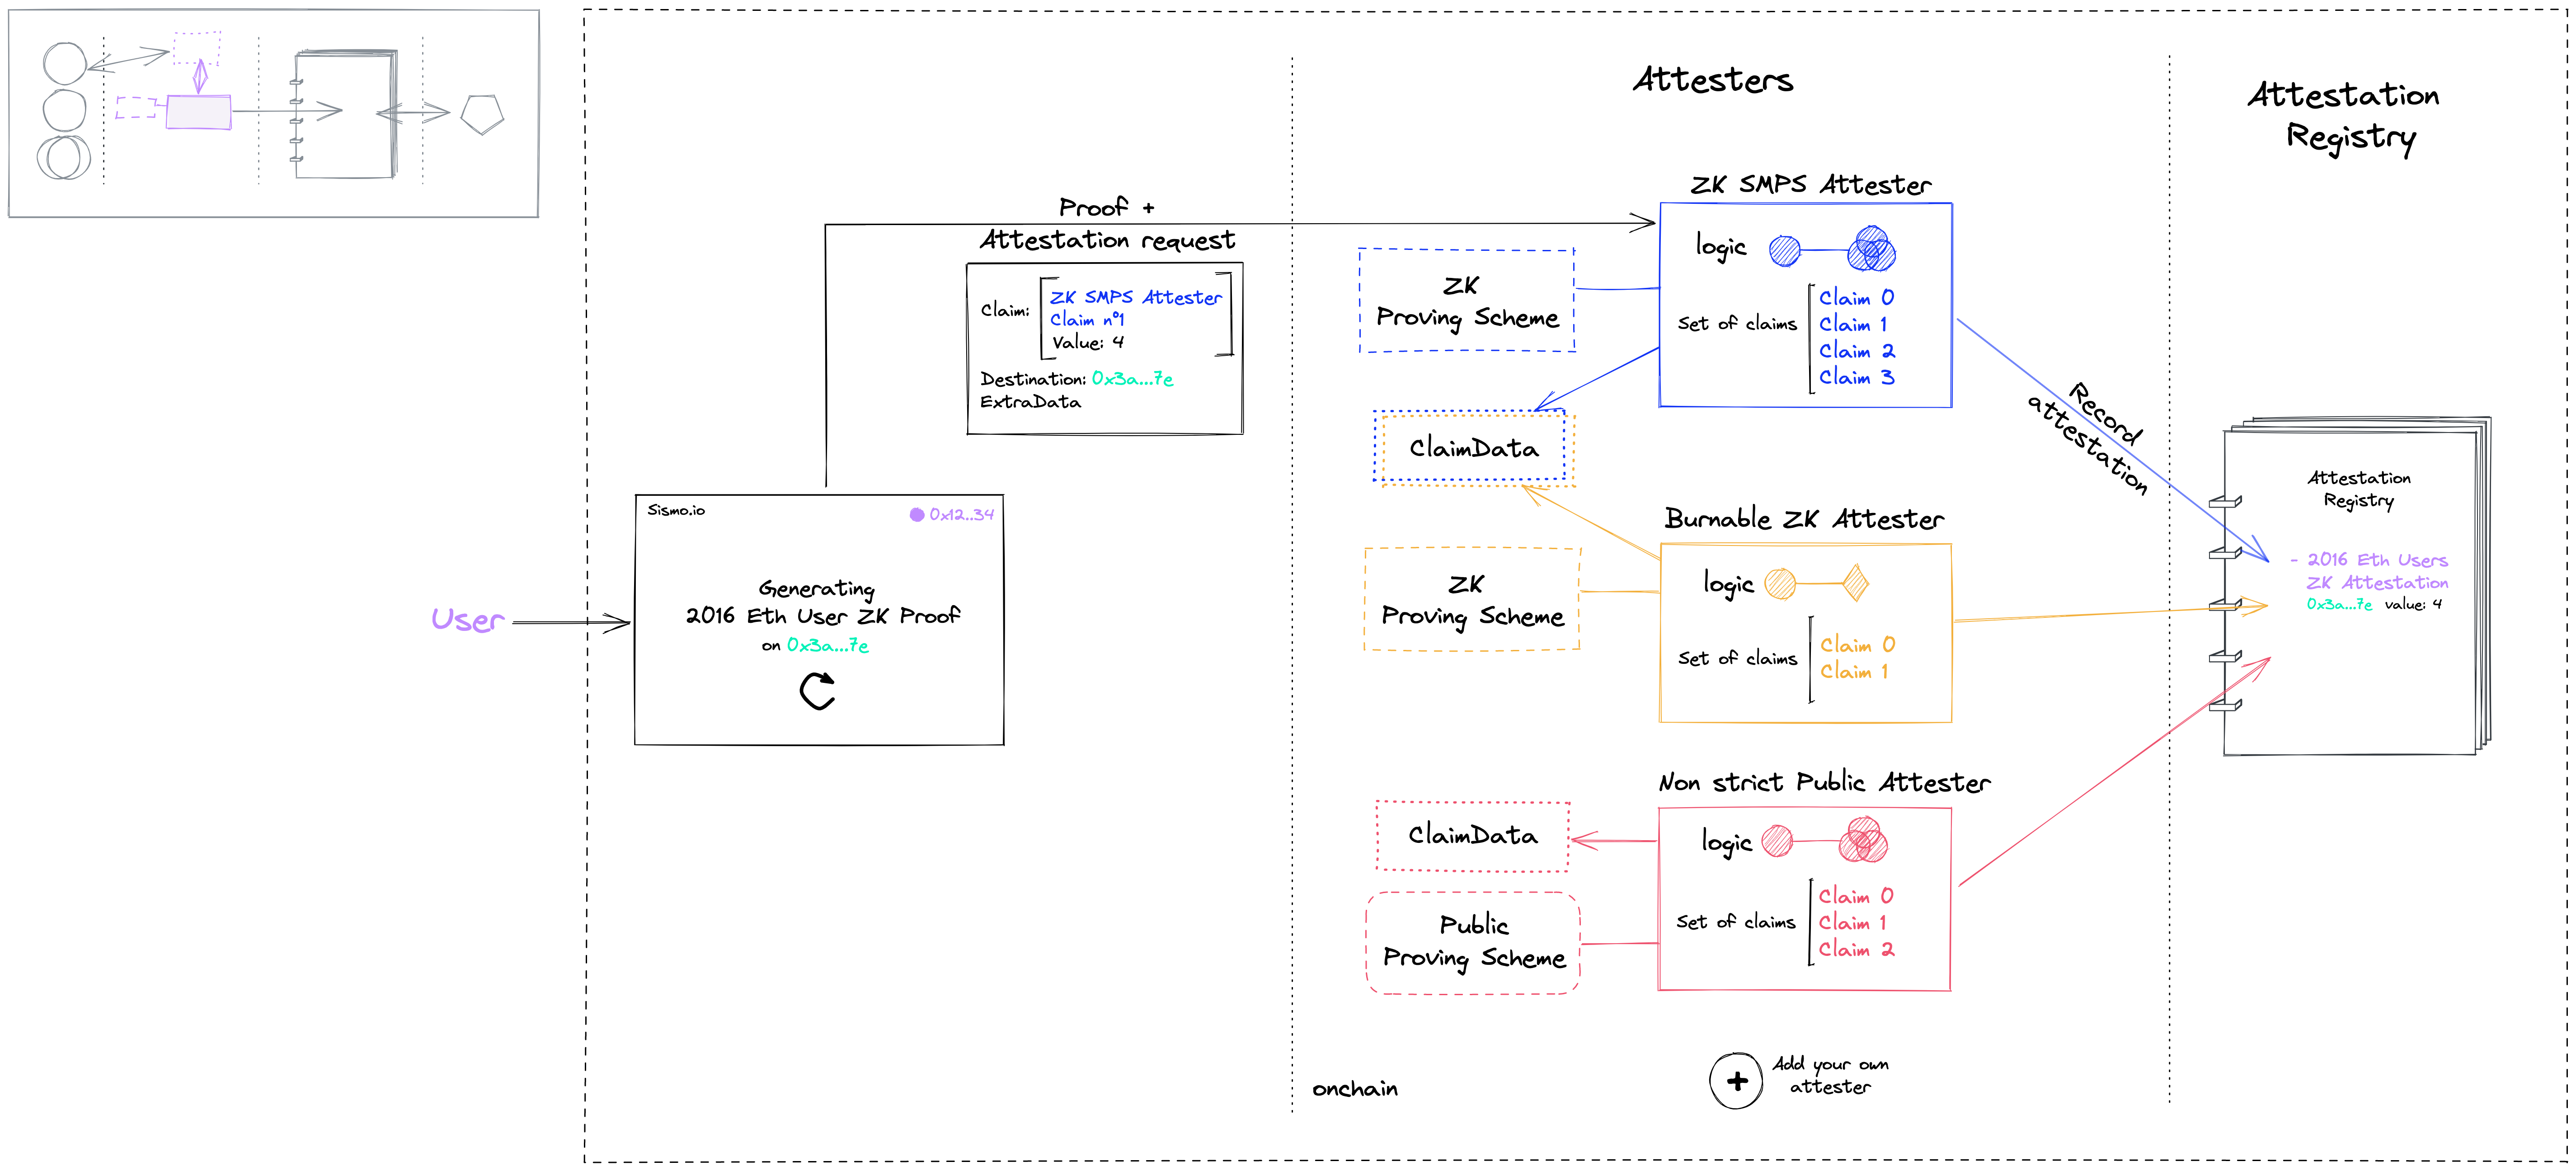 Attesters
Attestation
Registry
Proof +
Attestation request
Claim:
ZK SMPS Attester
Claim n°1
Value: 4
Destination: 0x3a...7e
ExtraData
User
Sismo.io
0x12..34
Generating
2016 Eth User ZK Proof
on 0x3a...7e
ZK SMPS Attester
logic
Set of claims
Claim 0
Claim 1
Claim 2
Claim 3
ZK
Proving Scheme
ClaimData
Burnable ZK Attester
logic
Set of claims
Claim 0
Claim 1
ZK
Proving Scheme
Non strict Public Attester
logic
Set of claims
Claim 0
Claim 1
Claim 2
ClaimData
Public
Proving Scheme
onchain
+
Add your own
attester
Record
attestation
Attestation
Registry
- 2016 Eth Users
ZK Attestation
0x3a...7e value: 4